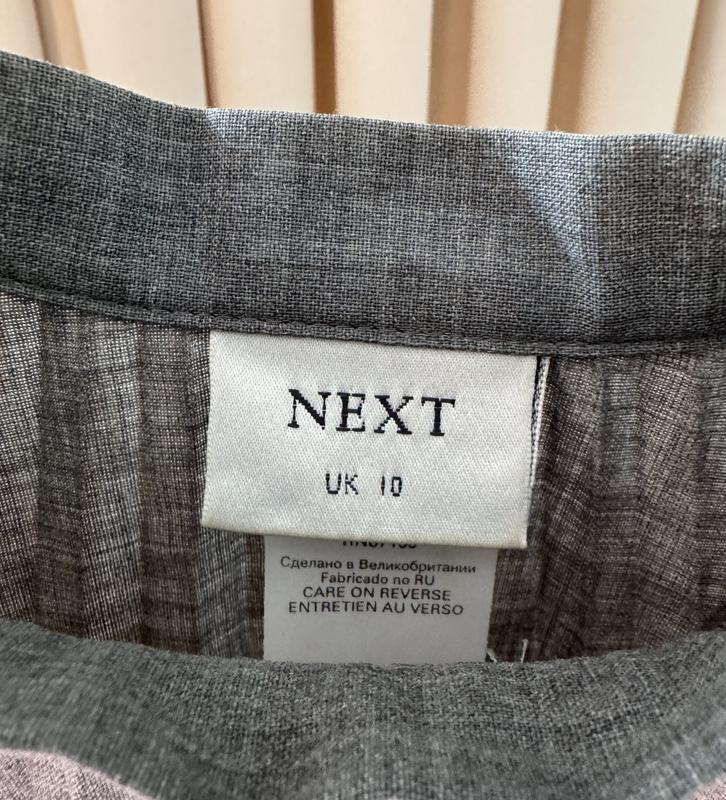 NEXT
UK 10
Сделано в Великобритании
Fabricado no RU
CARE ON REVERSE
ENTRETIEN AU VERSO